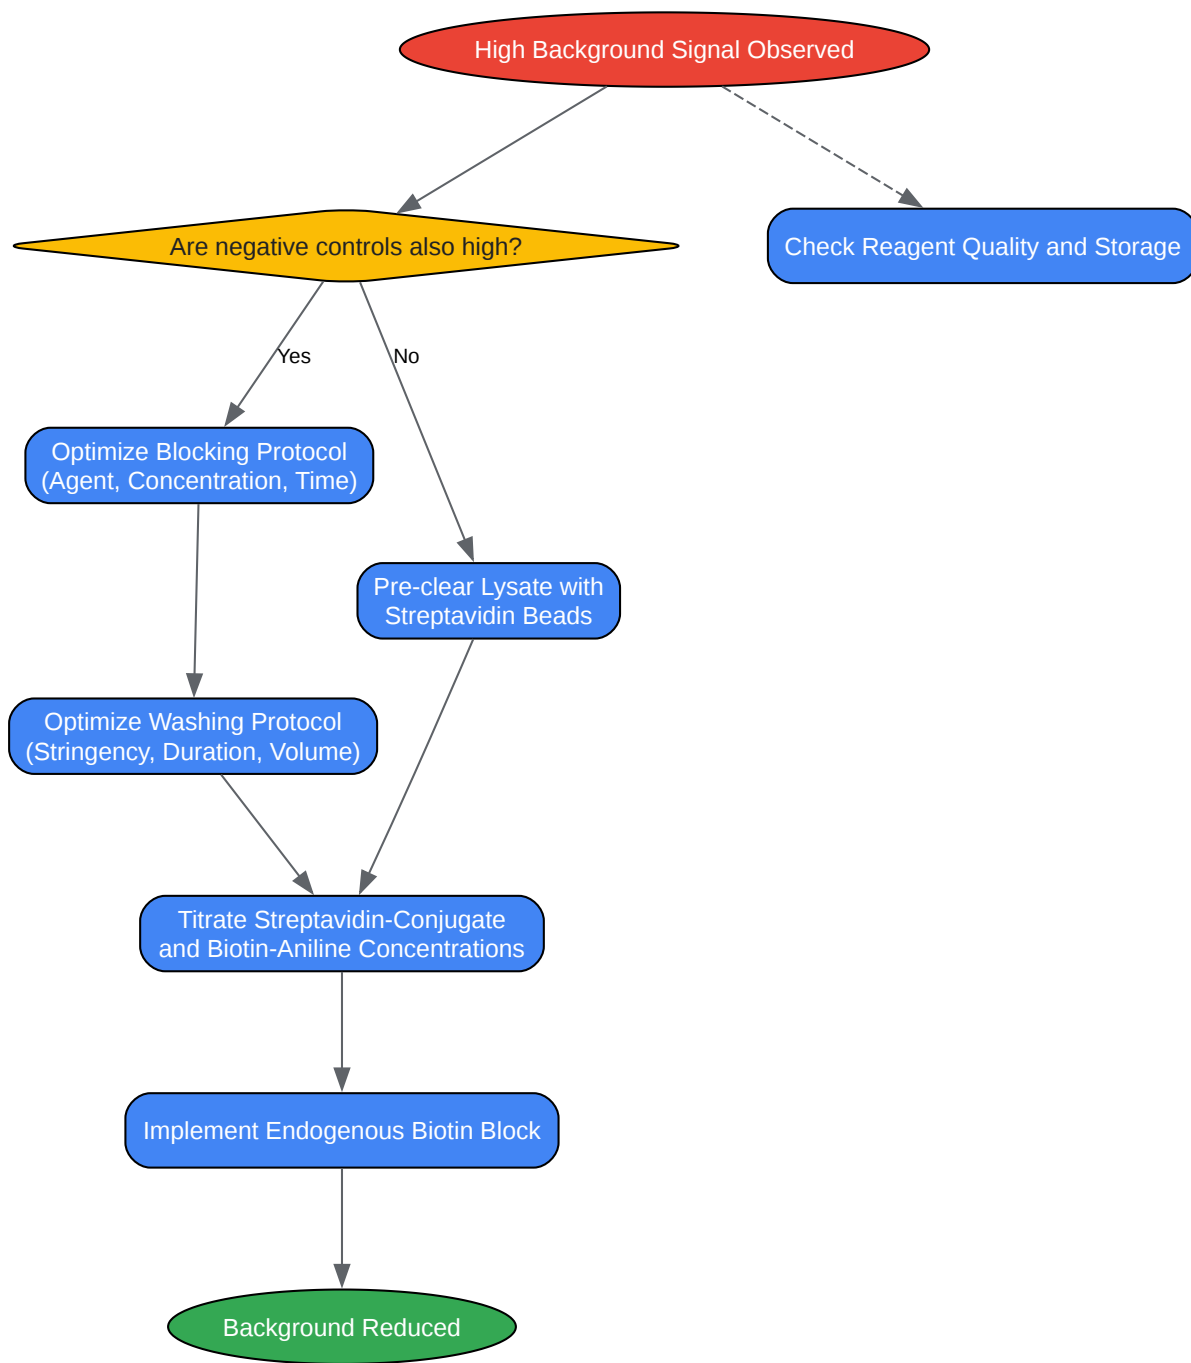 High Background Signal Observed
Are negative controls also high?
Check Reagent Quality and Storage
Yes
No
Optimize Blocking Protocol
(Agent, Concentration, Time)
Pre-clear Lysate with
Streptavidin Beads
Optimize Washing Protocol
(Stringency, Duration, Volume)
Titrate Streptavidin-Conjugate
and Biotin-Aniline Concentrations
Implement Endogenous Biotin Block
Background Reduced